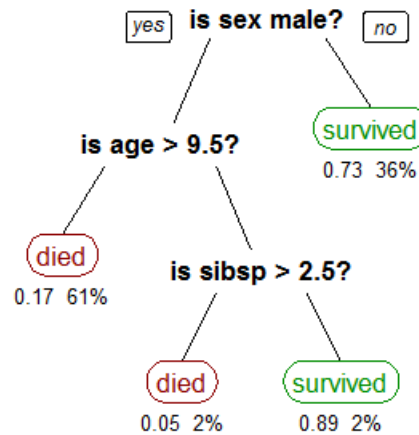 yes is sex male? no
survived
is age > 9.5?
0.73 36%
died
is sibsp > 2.5?
0.17 61%
died survived
0.05 2% 0.89 2%